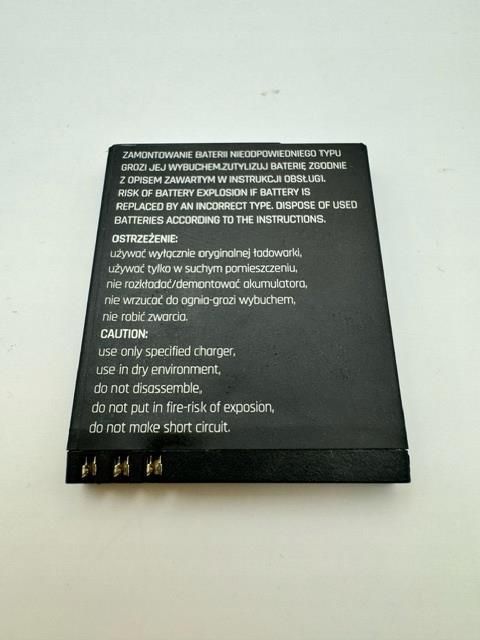 ZAMONTOWANIE BATERII NIEODPOWIEDNIEGO TYPU
GROZI JEJ WYBUCHEM.ZUTYLIZUJ BATERIĘ ZGODNIE
Z OPISEM ZAWARTYM W INSTRUKCJI OBSŁUGI.
RISK OF BATTERY EXPLOSION IF BATTERY IS
REPLACED BY AN INCORRECT TYPE. DISPOSE OF USED
BATTERIES ACCORDING TO THE INSTRUCTIONS.
OSTRZEŻENIE:
używać wyłącznie oryginalnej ładowarki,
używać tylko w suchym pomieszczeniu,
nie rozkładać/demontować akumulatora,
nie wrzucać do ognia-grozi wybuchem,
nie robić zwarcia.
CAUTION:
use only specified charger,
use in dry environment,
do not disassemble,
do not put in fire-risk of exposion,
do not make short circuit.